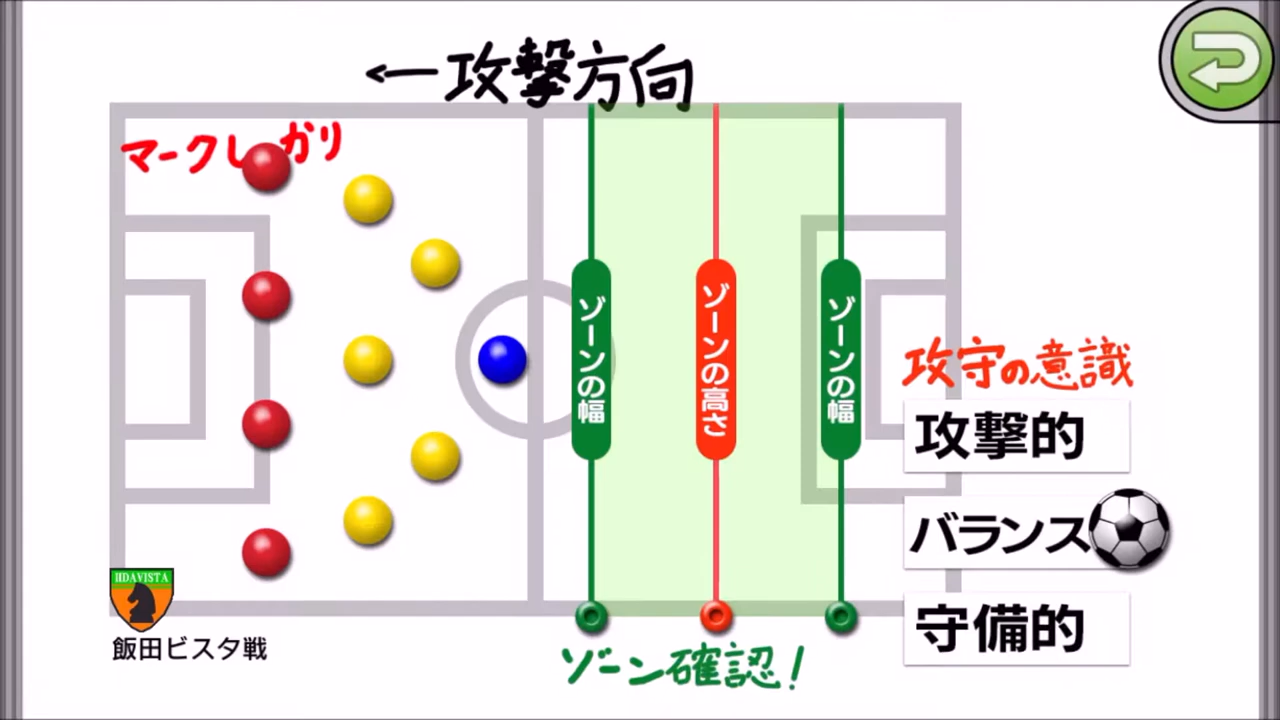 ←攻撃方向
マークしっかり
ゾーンの幅
ゾーンの高さ
ゾーンの幅
攻守の意識
攻撃的
バランス
守備的
IIDAVISTA
飯田ビスタ戦
ゾーン確認!